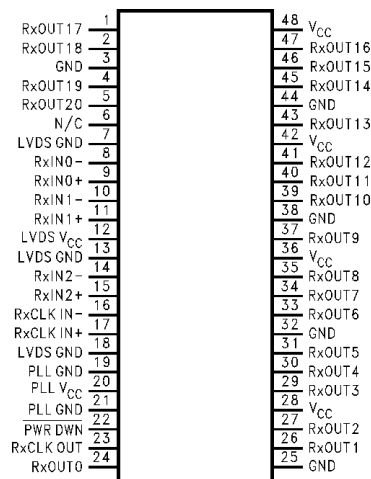 RxOUT17 1 48 VCC
RxOUT18 2 47 RxOUT16
GND 3 46 RxOUT15
RxOUT19 4 45 RxOUT14
RxOUT20 5 44 GND
N/C 6 43 RxOUT13
LVDS GND 7 42 VCC
RxIN0− 8 41 RxOUT12
RxIN0+ 9 40 RxOUT11
RxIN1− 10 39 RxOUT10
RxIN1+ 11 38 GND
LVDS VCC 12 37 RxOUT9
LVDS GND 13 36 VCC
RxIN2− 14 35 RxOUT8
RxIN2+ 15 34 RxOUT7
RxCLK IN− 16 33 RxOUT6
RxCLK IN+ 17 32 GND
LVDS GND 18 31 RxOUT5
PLL GND 19 30 RxOUT4
PLL VCC 20 29 RxOUT3
PLL GND 21 28 VCC
PWR DWN 22 27 RxOUT2
RxCLK OUT 23 26 RxOUT1
RxOUT0 24 25 GND